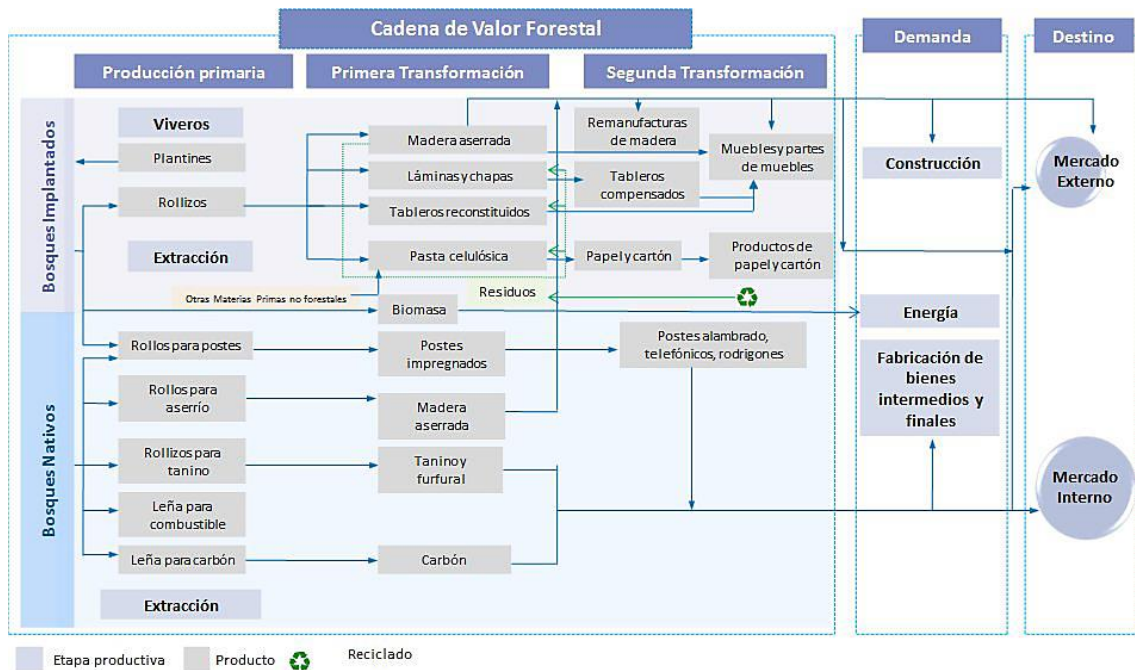 Cadena de Valor Forestal
Demanda
Destino
Producción primaria
Primera Transformación
Segunda Transformación
Bosques Implantados
Viveros
Plantines
Rollizos
Extracción
Madera aserrada
Láminas y chapas
Tableros reconstituidos
Pasta celulósica
Otras Materias Primas no forestales
Biomasa
Remanufacturas
de madera
Tableros
compensados
Muebles y partes
de muebles
Papel y cartón
Productos de
papel y cartón
Residuos
Construcción
Energía
Fabricación de
bienes
intermedios y
finales
Mercado
Externo
Mercado
Interno
Bosques Nativos
Rollos para postes
Rollos para
aserrío
Rollizos para
tanino
Leña para
combustible
Leña para carbón
Extracción
Postes
impregnados
Madera
aserrada
Tanino y
furfural
Carbón
Postes alambrado,
telefónicos, rodrigones
Etapa productiva
Producto
Reciclado